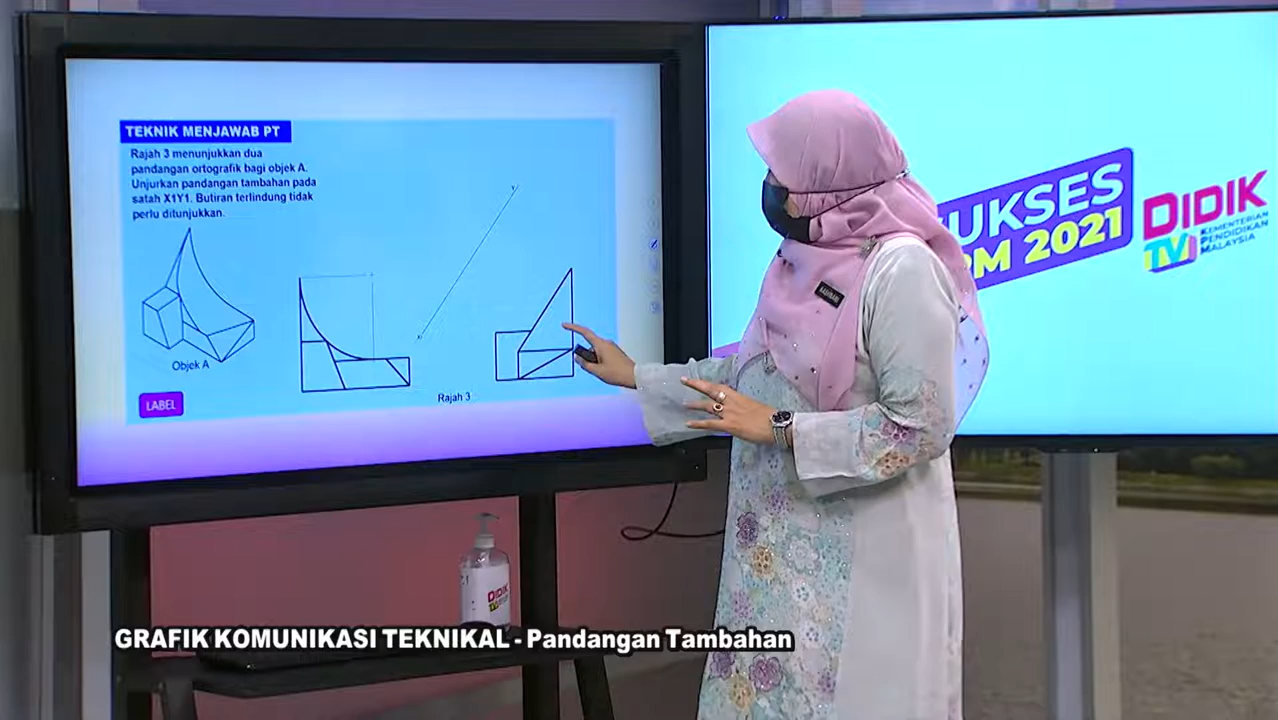 TEKNIK MENJAWAB PT
Rajah 3 menunjukkan dua
pandangan ortografik bagi objek A.
Unjurkan pandangan tambahan pada
satah X1Y1. Butiran terlindung tidak
perlu ditunjukkan.
Objek A
LABEL
Rajah 3
SUKSES
SPM 2021
DIDIK
TV
KEMENTERIAN
PENDIDIKAN
MALAYSIA
DIDIK
TV
GRAFIK KOMUNIKASI TEKNIKAL - Pandangan Tambahan